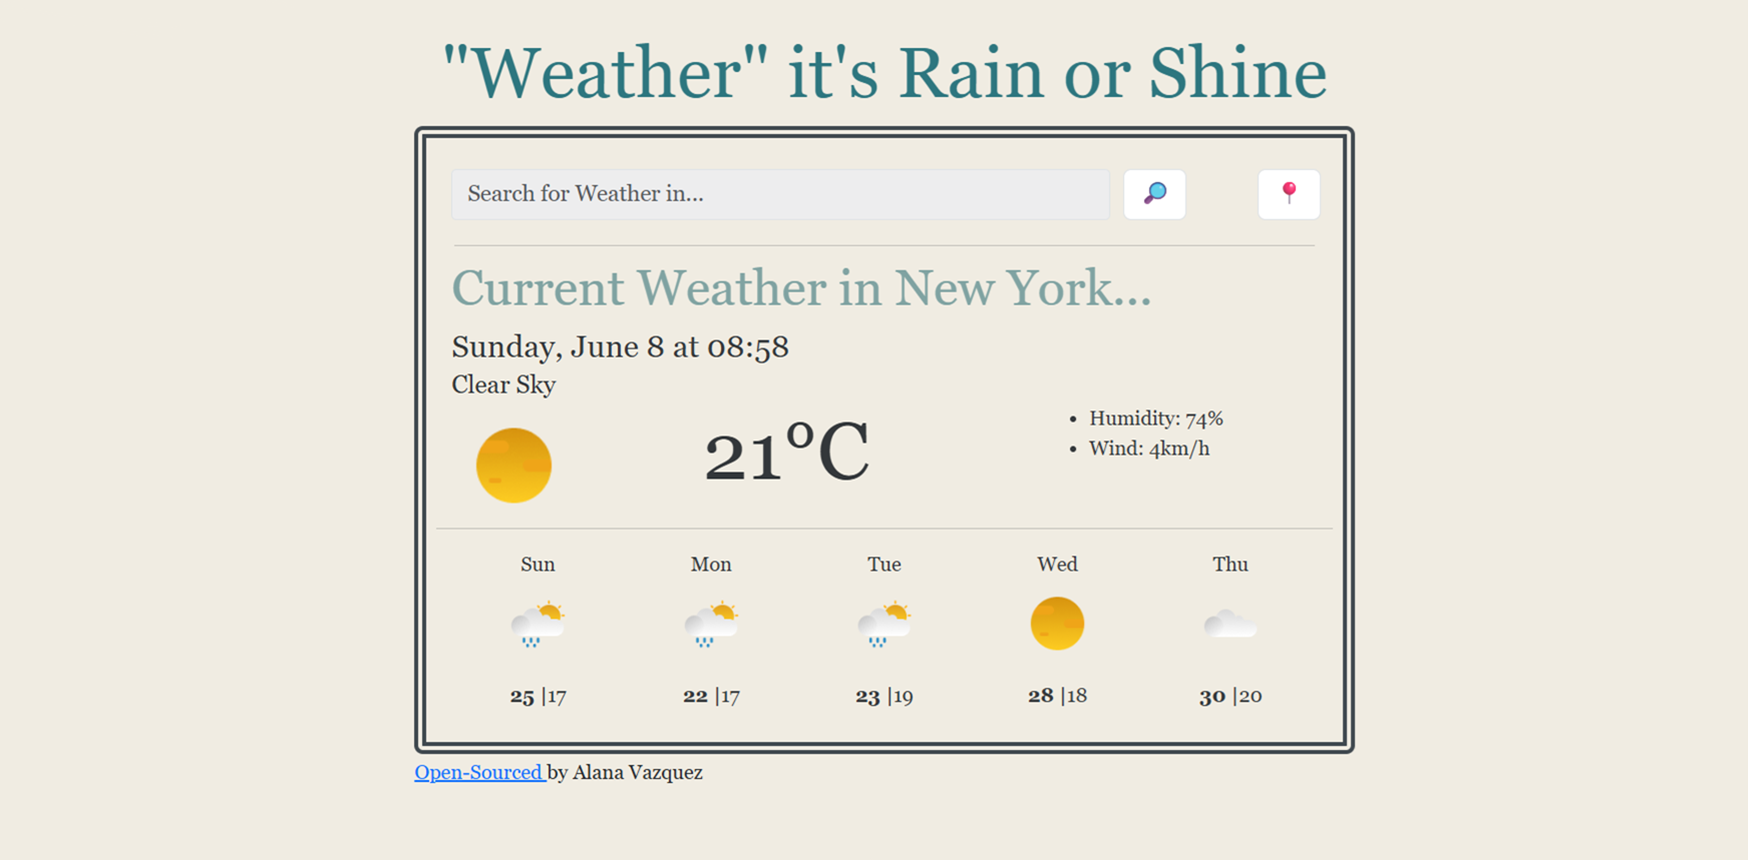 "Weather" it's Rain or Shine
Search for Weather in...
Current Weather in New York...
Sunday, June 8 at 08:58
Clear Sky
21°C
Humidity: 74%
Wind: 4km/h
Sun Mon Tue Wed Thu
25 |17 22 |17 23 |19 28 |18 30 |20
Open-Sourced by Alana Vazquez